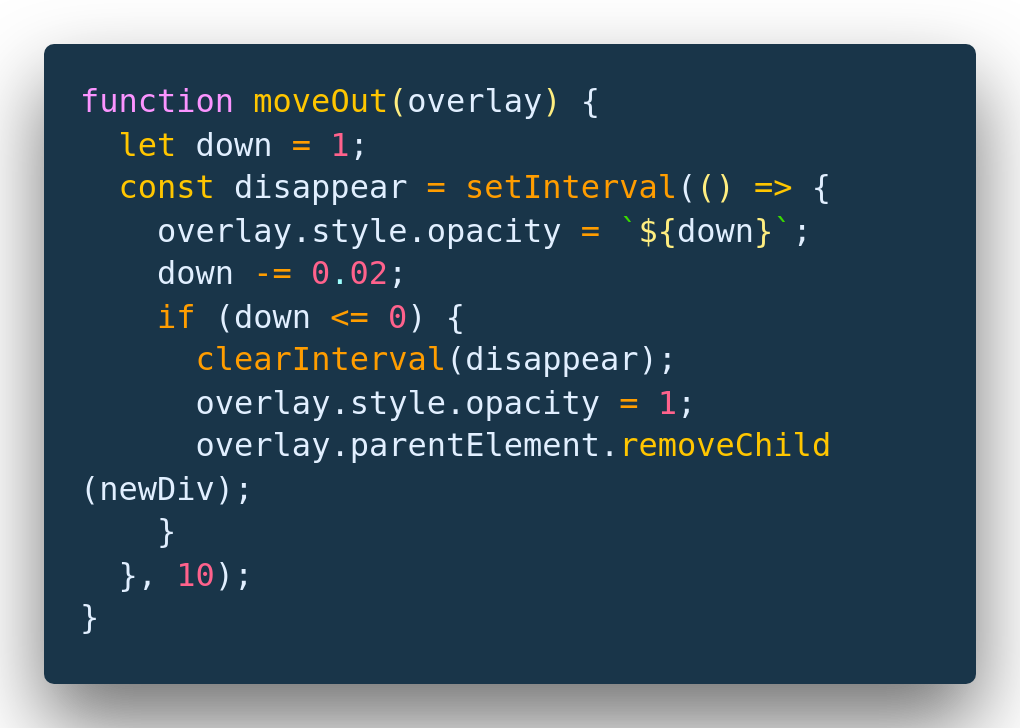 function moveOut(overlay) {
  let down = 1;
  const disappear = setInterval(() => {
    overlay.style.opacity = `${down}`;
    down -= 0.02;
    if (down <= 0) {
      clearInterval(disappear);
      overlay.style.opacity = 1;
      overlay.parentElement.removeChild
(newDiv);
    }
  }, 10);
}